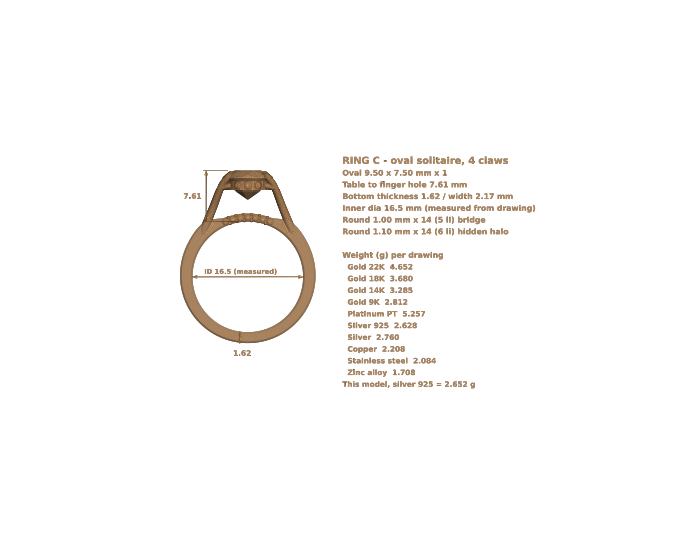 RING C - oval solitaire, 4 claws
Oval 9.50 x 7.50 mm x 1
Table to finger hole 7.61 mm
Bottom thickness 1.62 / width 2.17 mm
Inner dia 16.5 mm (measured from drawing)
Round 1.00 mm x 14 (5 li) bridge
Round 1.10 mm x 14 (6 li) hidden halo
Weight (g) per drawing
Gold 22K 4.652
Gold 18K 3.680
Gold 14K 3.285
Gold 9K 2.812
Platinum PT 5.257
Silver 925 2.628
Silver 2.760
Copper 2.208
Stainless steel 2.084
Zinc alloy 1.708
This model, silver 925 = 2.652 g
7.61
ID 16.5 (measured)
1.62